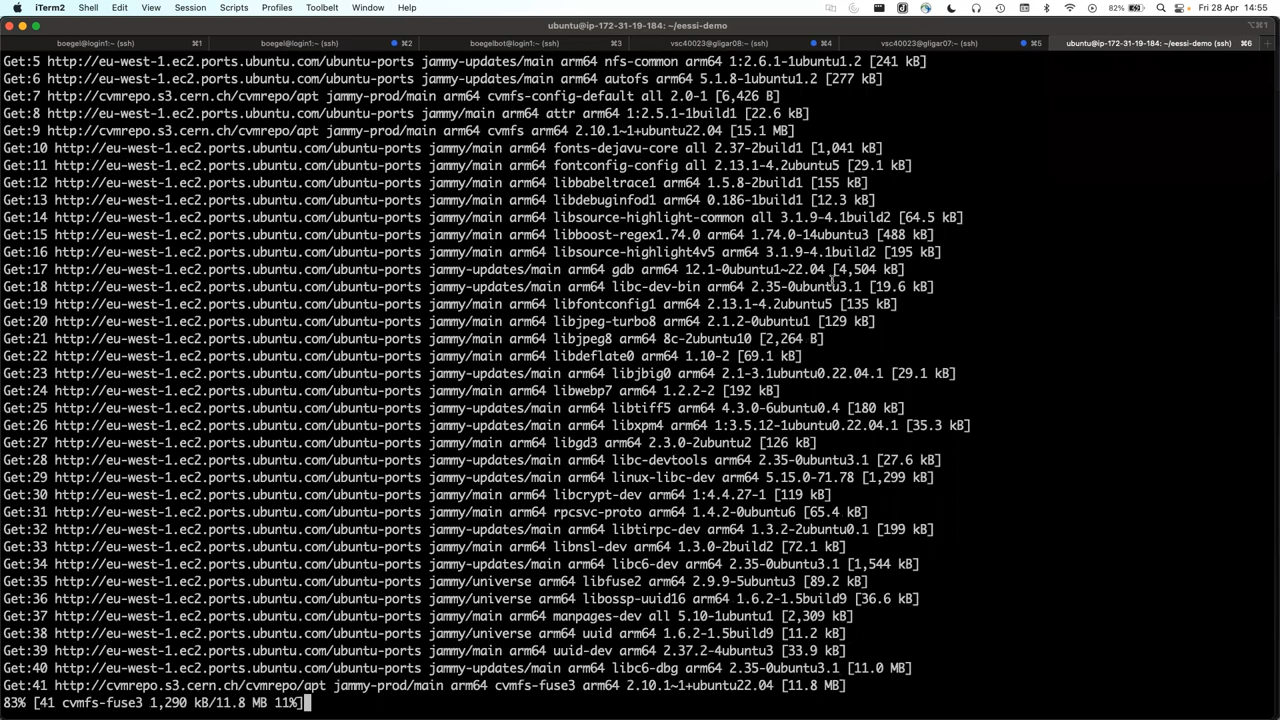 iTerm2 Shell Edit View Session Scripts Profiles Toolbelt Window Help 82% Fri 28 Apr 14:55
ubuntu@ip-172-31-19-184: ~/eessi-demo ⌥⌘1
boegel@login1:~ (ssh) ⌘1 boegel@login1:~ (ssh) ⌘2 boegelbot@login1:~ (ssh) ⌘3 vsc40023@gligar08:~ (ssh) ⌘4 vsc40023@gligar07:~ (ssh) ⌘5 ubuntu@ip-172-31-19-184: ~/eessi-demo (ssh) ⌘6
Get:5 http://eu-west-1.ec2.ports.ubuntu.com/ubuntu-ports jammy-updates/main arm64 nfs-common arm64 1:2.6.1-1ubuntu1.2 [241 kB]
Get:6 http://eu-west-1.ec2.ports.ubuntu.com/ubuntu-ports jammy-updates/main arm64 autofs arm64 5.1.8-1ubuntu1.2 [277 kB]
Get:7 http://cvmrepo.s3.cern.ch/cvmrepo/apt jammy-prod/main arm64 cvmfs-config-default all 2.0-1 [6,426 B]
Get:8 http://eu-west-1.ec2.ports.ubuntu.com/ubuntu-ports jammy/main arm64 attr arm64 1:2.5.1-1build1 [22.6 kB]
Get:9 http://cvmrepo.s3.cern.ch/cvmrepo/apt jammy-prod/main arm64 cvmfs arm64 2.10.1~1+ubuntu22.04 [15.1 MB]
Get:10 http://eu-west-1.ec2.ports.ubuntu.com/ubuntu-ports jammy/main arm64 fonts-dejavu-core all 2.37-2build1 [1,041 kB]
Get:11 http://eu-west-1.ec2.ports.ubuntu.com/ubuntu-ports jammy/main arm64 fontconfig-config all 2.13.1-4.2ubuntu5 [29.1 kB]
Get:12 http://eu-west-1.ec2.ports.ubuntu.com/ubuntu-ports jammy/main arm64 libbabeltrace1 arm64 1.5.8-2build1 [155 kB]
Get:13 http://eu-west-1.ec2.ports.ubuntu.com/ubuntu-ports jammy/main arm64 libdebuginfod1 arm64 0.186-1build1 [12.3 kB]
Get:14 http://eu-west-1.ec2.ports.ubuntu.com/ubuntu-ports jammy/main arm64 libsource-highlight-common all 3.1.9-4.1build2 [64.5 kB]
Get:15 http://eu-west-1.ec2.ports.ubuntu.com/ubuntu-ports jammy/main arm64 libboost-regex1.74.0 arm64 1.74.0-14ubuntu3 [488 kB]
Get:16 http://eu-west-1.ec2.ports.ubuntu.com/ubuntu-ports jammy/main arm64 libsource-highlight4v5 arm64 3.1.9-4.1build2 [195 kB]
Get:17 http://eu-west-1.ec2.ports.ubuntu.com/ubuntu-ports jammy-updates/main arm64 gdb arm64 12.1-0ubuntu1~22.04 [4,504 kB]
Get:18 http://eu-west-1.ec2.ports.ubuntu.com/ubuntu-ports jammy-updates/main arm64 libc-dev-bin arm64 2.35-0ubuntu3.1 [19.6 kB]
Get:19 http://eu-west-1.ec2.ports.ubuntu.com/ubuntu-ports jammy/main arm64 libfontconfig1 arm64 2.13.1-4.2ubuntu5 [135 kB]
Get:20 http://eu-west-1.ec2.ports.ubuntu.com/ubuntu-ports jammy/main arm64 libjpeg-turbo8 arm64 2.1.2-0ubuntu1 [129 kB]
Get:21 http://eu-west-1.ec2.ports.ubuntu.com/ubuntu-ports jammy/main arm64 libjpeg8 arm64 8c-2ubuntu10 [2,264 B]
Get:22 http://eu-west-1.ec2.ports.ubuntu.com/ubuntu-ports jammy/main arm64 libdeflate0 arm64 1.10-2 [69.1 kB]
Get:23 http://eu-west-1.ec2.ports.ubuntu.com/ubuntu-ports jammy-updates/main arm64 libjbig0 arm64 2.1-3.1ubuntu0.22.04.1 [29.1 kB]
Get:24 http://eu-west-1.ec2.ports.ubuntu.com/ubuntu-ports jammy/main arm64 libwebp7 arm64 1.2.2-2 [192 kB]
Get:25 http://eu-west-1.ec2.ports.ubuntu.com/ubuntu-ports jammy-updates/main arm64 libtiff5 arm64 4.3.0-6ubuntu0.4 [180 kB]
Get:26 http://eu-west-1.ec2.ports.ubuntu.com/ubuntu-ports jammy-updates/main arm64 libxpm4 arm64 1:3.5.12-1ubuntu0.22.04.1 [35.3 kB]
Get:27 http://eu-west-1.ec2.ports.ubuntu.com/ubuntu-ports jammy/main arm64 libgd3 arm64 2.3.0-2ubuntu2 [126 kB]
Get:28 http://eu-west-1.ec2.ports.ubuntu.com/ubuntu-ports jammy-updates/main arm64 libc-devtools arm64 2.35-0ubuntu3.1 [27.6 kB]
Get:29 http://eu-west-1.ec2.ports.ubuntu.com/ubuntu-ports jammy-updates/main arm64 linux-libc-dev arm64 5.15.0-71.78 [1,299 kB]
Get:30 http://eu-west-1.ec2.ports.ubuntu.com/ubuntu-ports jammy/main arm64 libcrypt-dev arm64 1:4.4.27-1 [119 kB]
Get:31 http://eu-west-1.ec2.ports.ubuntu.com/ubuntu-ports jammy/main arm64 rpcsvc-proto arm64 1.4.2-0ubuntu6 [65.4 kB]
Get:32 http://eu-west-1.ec2.ports.ubuntu.com/ubuntu-ports jammy-updates/main arm64 libtirpc-dev arm64 1.3.2-2ubuntu0.1 [199 kB]
Get:33 http://eu-west-1.ec2.ports.ubuntu.com/ubuntu-ports jammy/main arm64 libnsl-dev arm64 1.3.0-2build2 [72.1 kB]
Get:34 http://eu-west-1.ec2.ports.ubuntu.com/ubuntu-ports jammy-updates/main arm64 libc6-dev arm64 2.35-0ubuntu3.1 [1,544 kB]
Get:35 http://eu-west-1.ec2.ports.ubuntu.com/ubuntu-ports jammy/universe arm64 libfuse2 arm64 2.9.9-5ubuntu3 [89.2 kB]
Get:36 http://eu-west-1.ec2.ports.ubuntu.com/ubuntu-ports jammy/universe arm64 libossp-uuid16 arm64 1.6.2-1.5build9 [36.6 kB]
Get:37 http://eu-west-1.ec2.ports.ubuntu.com/ubuntu-ports jammy/main arm64 manpages-dev all 5.10-1ubuntu1 [2,309 kB]
Get:38 http://eu-west-1.ec2.ports.ubuntu.com/ubuntu-ports jammy/universe arm64 uuid arm64 1.6.2-1.5build9 [11.2 kB]
Get:39 http://eu-west-1.ec2.ports.ubuntu.com/ubuntu-ports jammy/main arm64 uuid-dev arm64 2.37.2-4ubuntu3 [33.9 kB]
Get:40 http://eu-west-1.ec2.ports.ubuntu.com/ubuntu-ports jammy-updates/main arm64 libc6-dbg arm64 2.35-0ubuntu3.1 [11.0 MB]
Get:41 http://cvmrepo.s3.cern.ch/cvmrepo/apt jammy-prod/main arm64 cvmfs-fuse3 arm64 2.10.1~1+ubuntu22.04 [11.8 MB]
83% [41 cvmfs-fuse3 1,290 kB/11.8 MB 11%]